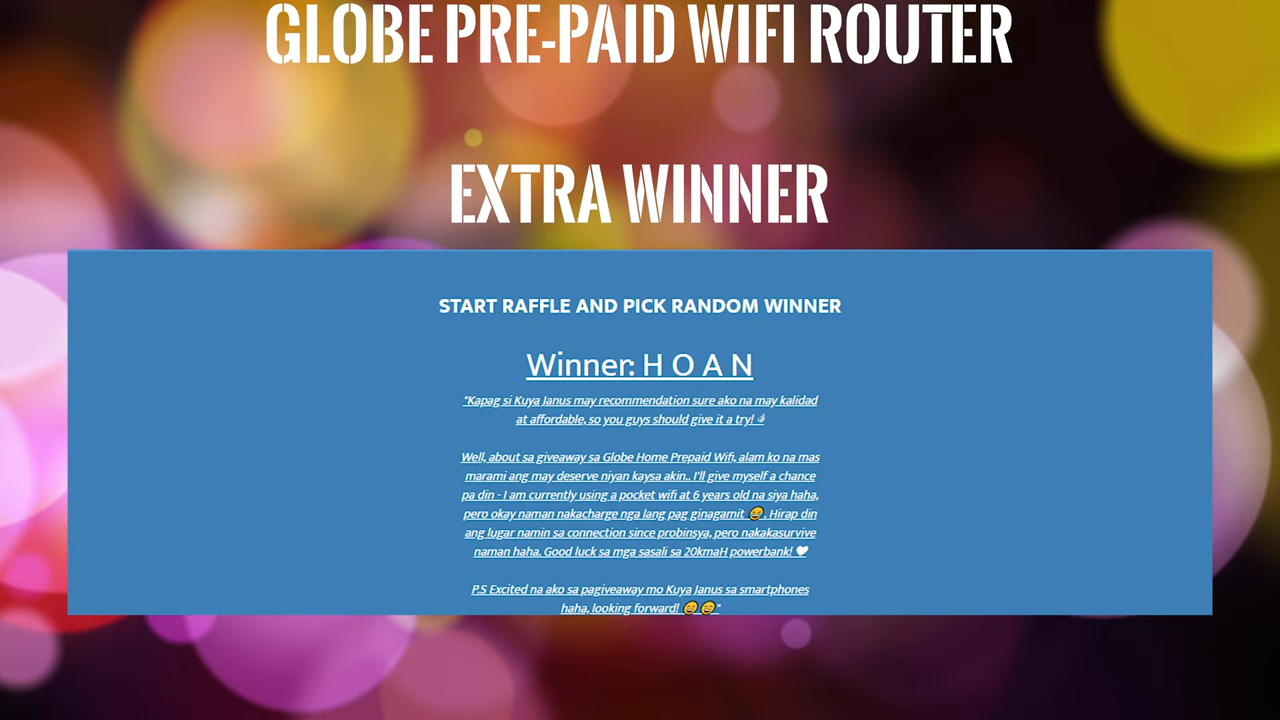 GLOBE PRE-PAID WIFI ROUTER
EXTRA WINNER
START RAFFLE AND PICK RANDOM WINNER
Winner: H O A N
"Kapag si Kuya Janus may recommendation sure ako na may kalidad
at affordable, so you guys should give it a try! ☝
Well, about sa giveaway sa Globe Home Prepaid Wifi, alam ko na mas
marami ang may deserve niyan kaysa akin.. I'll give myself a chance
pa din - I am currently using a pocket wifi at 6 years old na siya haha,
pero okay naman nakacharge nga lang pag ginagamit 😅. Hirap din
ang lugar namin sa connection since probinsya, pero nakakasurvive
naman haha. Good luck sa mga sasali sa 20kmaH powerbank! ❤
P.S Excited na ako sa pagiveaway mo Kuya Janus sa smartphones
haha, looking forward! 😄😄"